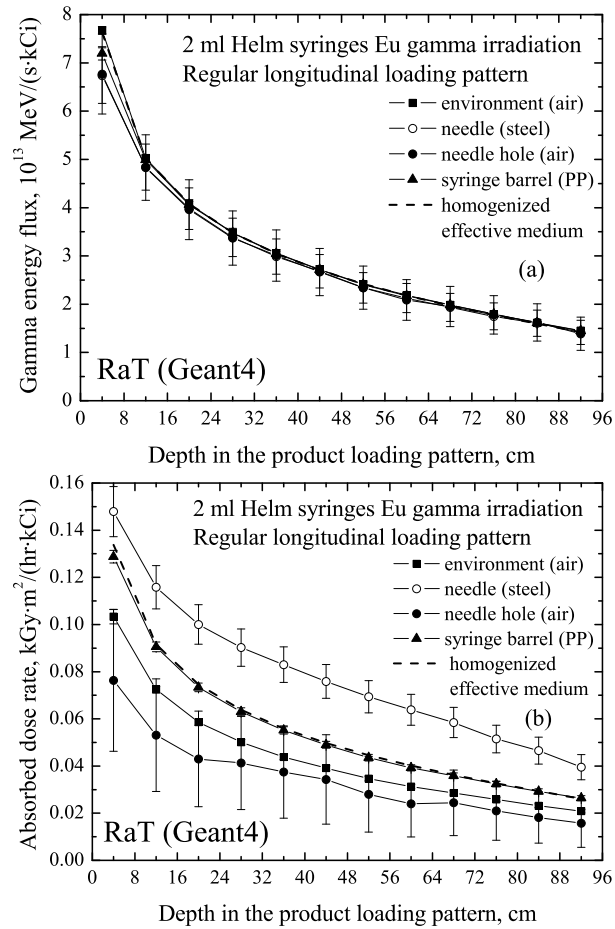 8
7
6
5
4
3
2
1
0
Gamma energy flux, 10¹³ MeV/(s·kCi)
2 ml Helm syringes Eu gamma irradiation
Regular longitudinal loading pattern
environment (air)
needle (steel)
needle hole (air)
syringe barrel (PP)
homogenized
effective medium
(a)
RaT (Geant4)
0 4 8 12 16 20 24 28 32 36 40 44 48 52 56 60 64 68 72 76 80 84 88 92 96
Depth in the product loading pattern, cm
0.16
0.14
0.12
0.10
0.08
0.06
0.04
0.02
0.00
Absorbed dose rate, kGy·m²/(hr·kCi)
2 ml Helm syringes Eu gamma irradiation
Regular longitudinal loading pattern
environment (air)
needle (steel)
needle hole (air)
syringe barrel (PP)
homogenized
effective medium
(b)
RaT (Geant4)
0 4 8 12 16 20 24 28 32 36 40 44 48 52 56 60 64 68 72 76 80 84 88 92 96
Depth in the product loading pattern, cm